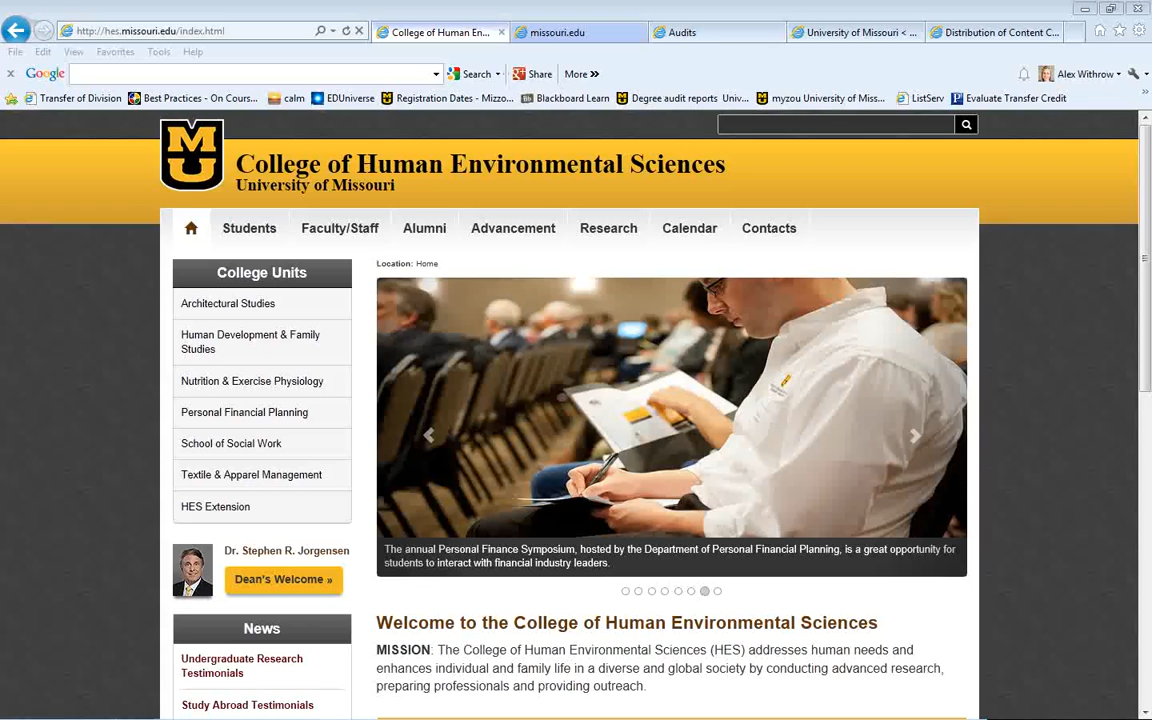 http://hes.missouri.edu/index.html
College of Human En...
missouri.edu
Audits
University of Missouri < ...
Distribution of Content C...
File Edit View Favorites Tools Help
Google
Search
Share
More »
Alex Withrow
Transfer of Division
Best Practices - On Cours...
calm
EDUniverse
Registration Dates - Mizzo...
Blackboard Learn
Degree audit reports Univ...
myzou University of Miss...
ListServ
Evaluate Transfer Credit
MU
College of Human Environmental Sciences
University of Missouri
Students Faculty/Staff Alumni Advancement Research Calendar Contacts
College Units
Architectural Studies
Human Development & Family
Studies
Nutrition & Exercise Physiology
Personal Financial Planning
School of Social Work
Textile & Apparel Management
HES Extension
Dr. Stephen R. Jorgensen
Dean's Welcome »
News
Undergraduate Research
Testimonials
Study Abroad Testimonials
Location: Home
The annual Personal Finance Symposium, hosted by the Department of Personal Financial Planning, is a great opportunity for
students to interact with financial industry leaders.
Welcome to the College of Human Environmental Sciences
MISSION: The College of Human Environmental Sciences (HES) addresses human needs and
enhances individual and family life in a diverse and global society by conducting advanced research,
preparing professionals and providing outreach.